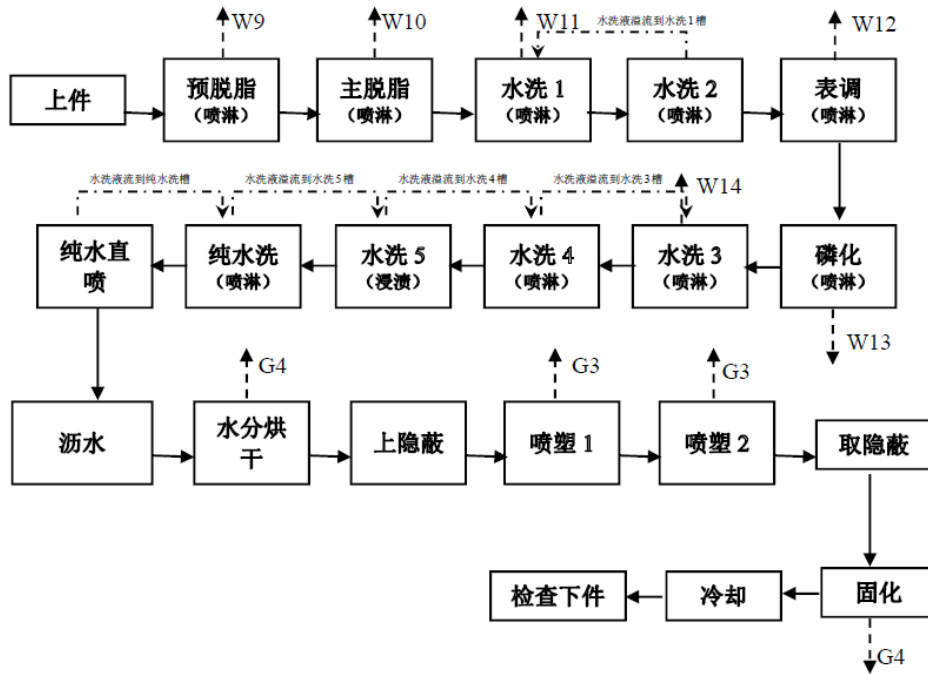 W9
W10
W11
水洗液溢流到水洗1槽
W12
上件
预脱脂
（喷淋）
主脱脂
（喷淋）
水洗 1
（喷淋）
水洗 2
（喷淋）
表调
（喷淋）
水洗液流到纯水洗槽
水洗液溢流到水洗5槽
水洗液溢流到水洗4槽
水洗液溢流到水洗3槽
W14
纯水直
喷
纯水洗
（喷淋）
水洗 5
（浸渍）
水洗 4
（喷淋）
水洗 3
（喷淋）
磷化
（喷淋）
W13
G4
G3
G3
沥水
水分烘
干
上隐蔽
喷塑 1
喷塑 2
取隐蔽
检查下件
冷却
固化
G4